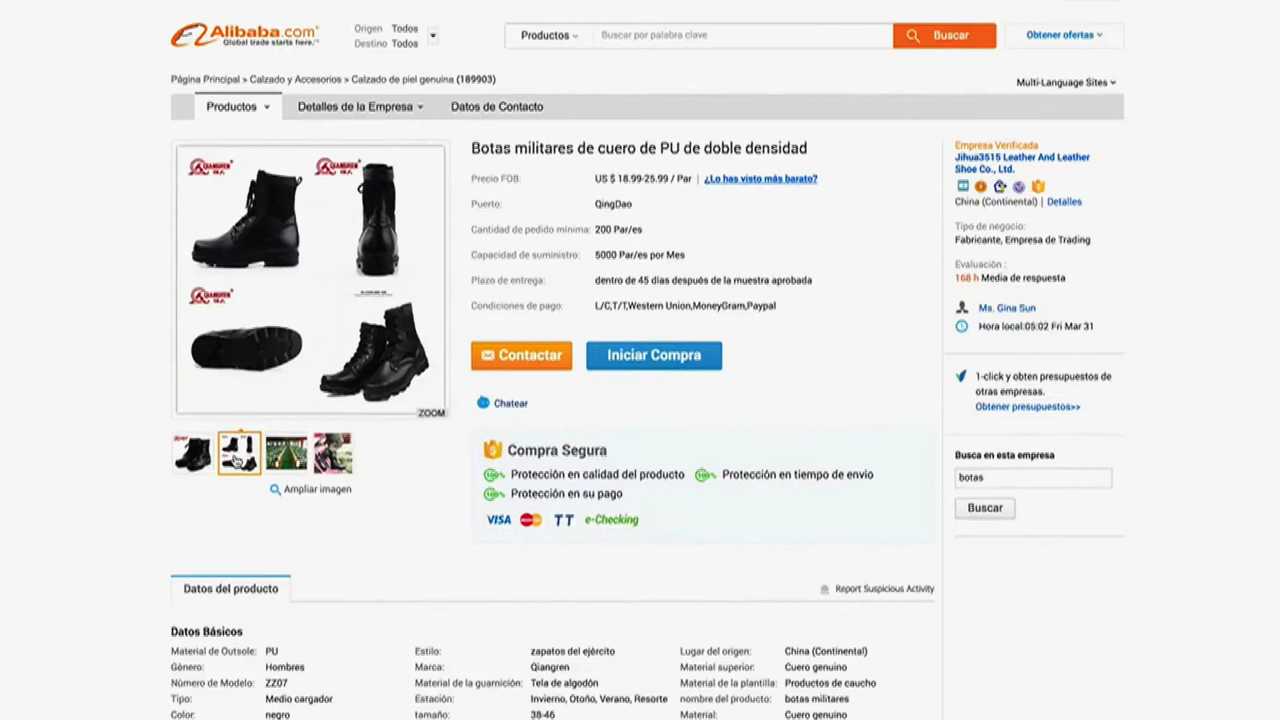 Alibaba.com
Global trade starts here.™
Origen Todos
Destino Todos
Productos
Buscar por palabra clave
Buscar
Obtener ofertas
Página Principal > Calzado y Accesorios > Calzado de piel genuina (189903)
Multi-Language Sites
Productos
Detalles de la Empresa
Datos de Contacto
QIANGREN
QIANGREN
QIANGREN
ZOOM
Ampliar imagen
Botas militares de cuero de PU de doble densidad
Precio FOB: US $ 18.99-25.99 / Par | ¿Lo has visto más barato?
Puerto: QingDao
Cantidad de pedido mínima: 200 Par/es
Capacidad de suministro: 5000 Par/es por Mes
Plazo de entrega: dentro de 45 días después de la muestra aprobada
Condiciones de pago: L/C,T/T,Western Union,MoneyGram,Paypal
Contactar
Iniciar Compra
Chatear
Compra Segura
100% Protección en calidad del producto
100% Protección en tiempo de envio
100% Protección en su pago
VISA
TT
e-Checking
Empresa Verificada
Jihua3515 Leather And Leather
Shoe Co., Ltd.
China (Continental) | Detalles
Tipo de negocio:
Fabricante, Empresa de Trading
Evaluación :
168 h Media de respuesta
Ms. Gina Sun
Hora local:05:02 Fri Mar 31
1-click y obten presupuestos de
otras empresas.
Obtener presupuestos>>
Busca en esta empresa
botas
Buscar
Datos del producto
Report Suspicious Activity
Datos Básicos
Material de Outsole: PU Estilo: zapatos del ejército Lugar del origen: China (Continental)
Género: Hombres Marca: Qiangren Material superior: Cuero genuino
Número de Modelo: ZZ07 Material de la guarnición: Tela de algodón Material de la plantilla: Productos de caucho
Tipo: Medio cargador Estación: Invierno, Otoño, Verano, Resorte nombre del producto: botas militares
Color: negro tamaño: 38-46 Material: Cuero genuino